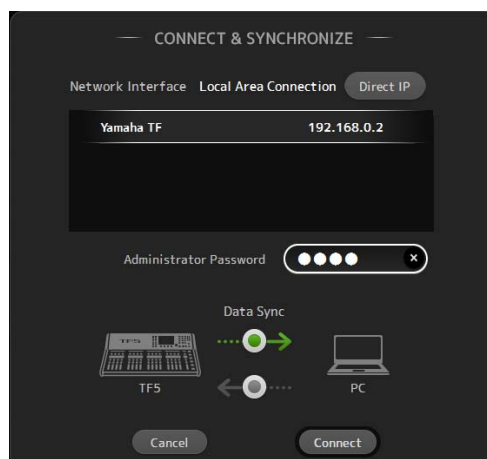 CONNECT & SYNCHRONIZE
Network Interface Local Area Connection Direct IP
Yamaha TF 192.168.0.2
Administrator Password
Data Sync
TF5
TF5 PC
Cancel Connect